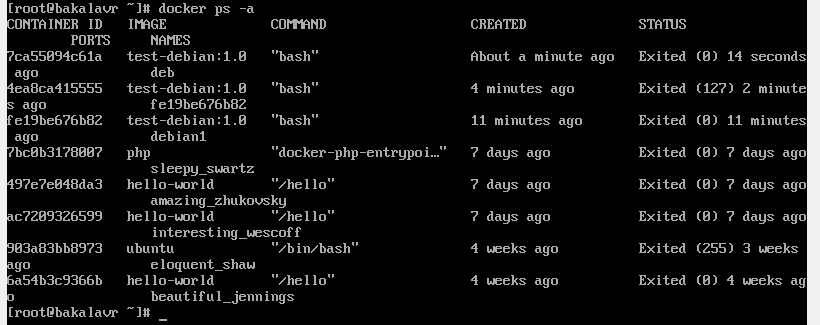 [root@bakalavr ~]# docker ps -a
CONTAINER ID   IMAGE             COMMAND                  CREATED              STATUS
        PORTS     NAMES
7ca55094c61a   test-debian:1.0   "bash"                   About a minute ago   Exited (0) 14 seconds
 ago              deb
4ea8ca415555   test-debian:1.0   "bash"                   4 minutes ago        Exited (127) 2 minute
s ago             fe19be676b82
fe19be676b82   test-debian:1.0   "bash"                   11 minutes ago       Exited (0) 11 minutes
 ago              debian1
7bc0b3178007   php               "docker-php-entrypoi…"   7 days ago           Exited (0) 7 days ago
                  sleepy_swartz
497e7e048da3   hello-world       "/hello"                 7 days ago           Exited (0) 7 days ago
                  amazing_zhukovsky
ac7209326599   hello-world       "/hello"                 7 days ago           Exited (0) 7 days ago
                  interesting_wescoff
903a83bb8973   ubuntu            "/bin/bash"              4 weeks ago          Exited (255) 3 weeks
ago               eloquent_shaw
6a54b3c9366b   hello-world       "/hello"                 4 weeks ago          Exited (0) 4 weeks ag
o                 beautiful_jennings
[root@bakalavr ~]# _